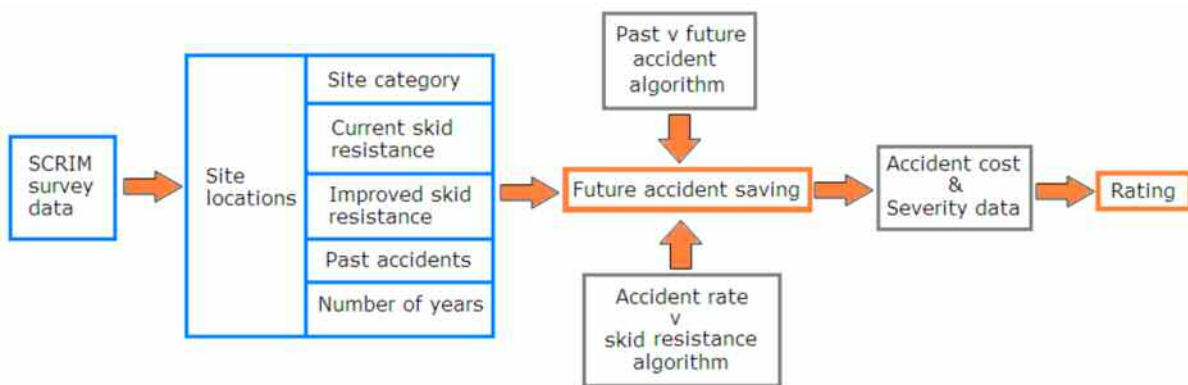 SCRIM
survey
data
Site
locations
Site category
Current skid
resistance
Improved skid
resistance
Past accidents
Number of years
Past v future
accident
algorithm
Future accident saving
Accident rate
v
skid resistance
algorithm
Accident cost
&
Severity data
Rating